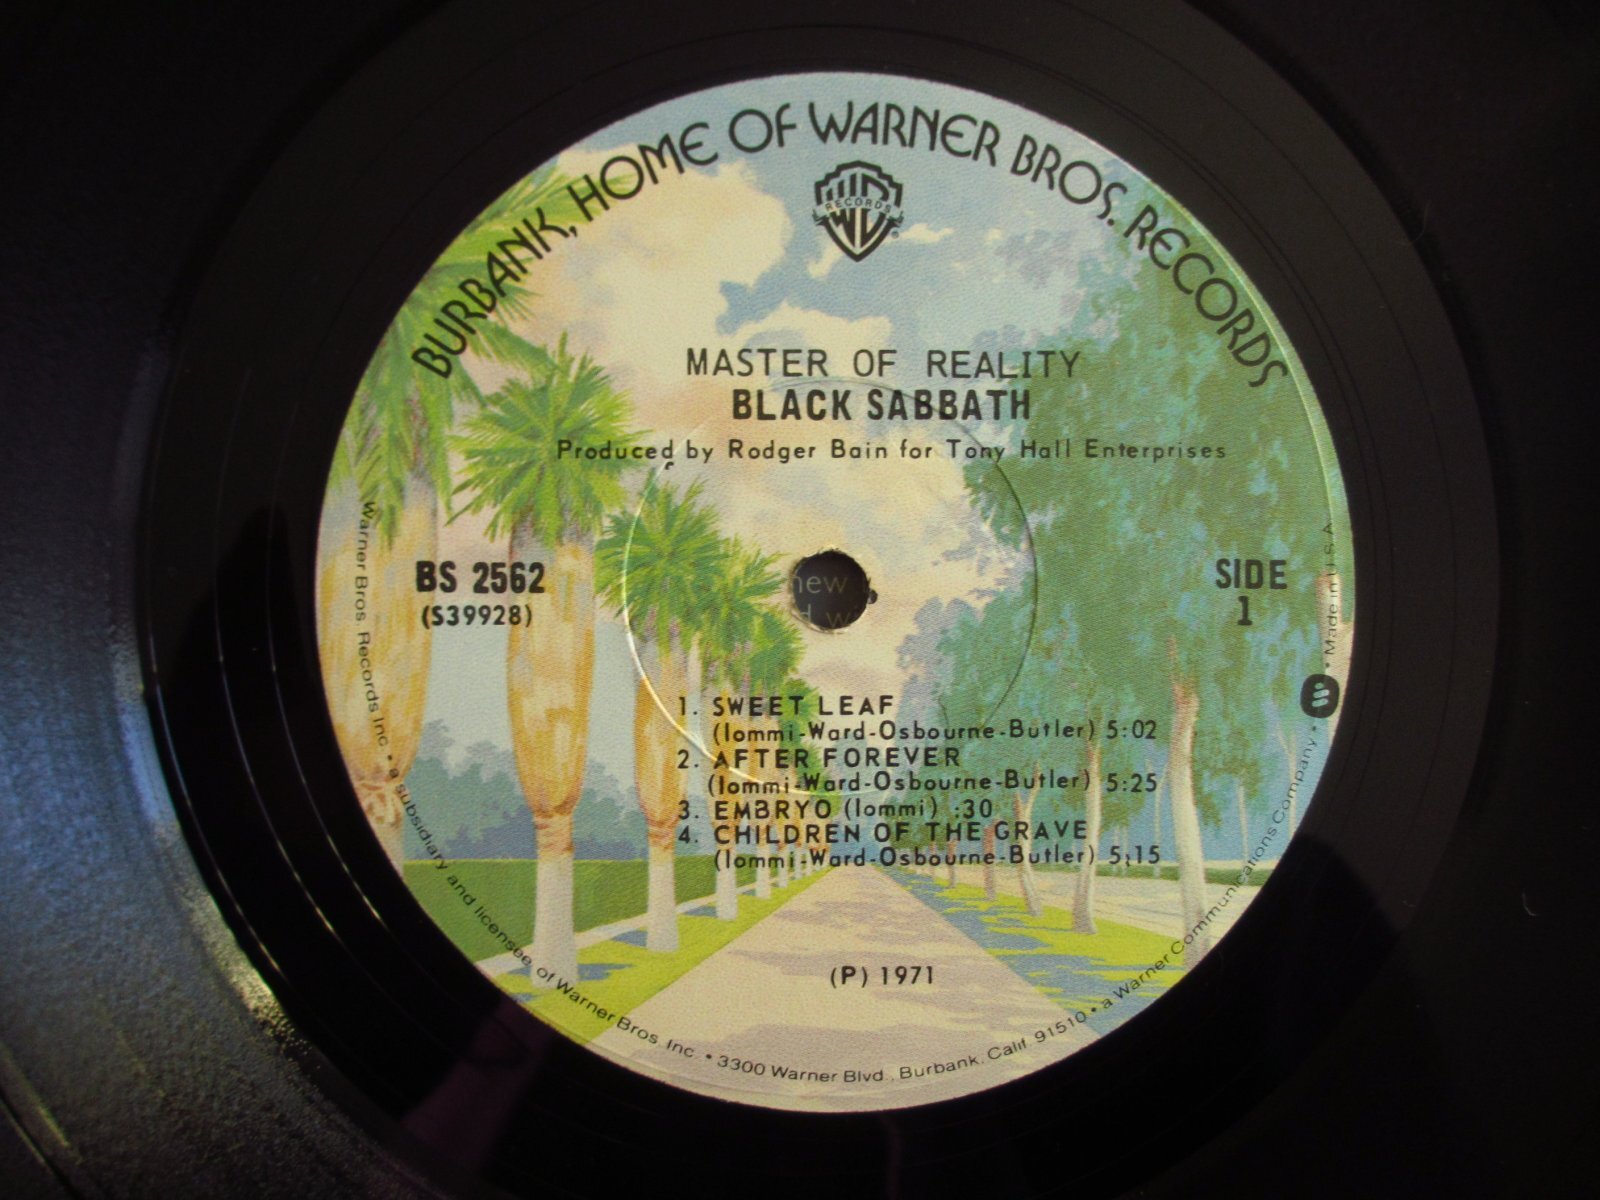 BURBANK, HOME OF WARNER BROS. RECORDS
RECORDS
MASTER OF REALITY
BLACK SABBATH
Produced by Rodger Bain for Tony Hall Enterprises
BS 2562
(S39928)
SIDE
1
new
1. SWEET LEAF
(Iommi-Ward-Osbourne-Butler) 5:02
2. AFTER FOREVER
(Iommi-Ward-Osbourne-Butler) 5:25
3. EMBRYO (Iommi) :30
4. CHILDREN OF THE GRAVE
(Iommi-Ward-Osbourne-Butler) 5:15
(P) 1971
Warner Bros. Records Inc. • a subsidiary and licensee of Warner Bros. Inc. • 3300 Warner Blvd., Burbank, Calif. 91510 • a Warner Communications Company • Made in U.S.A.